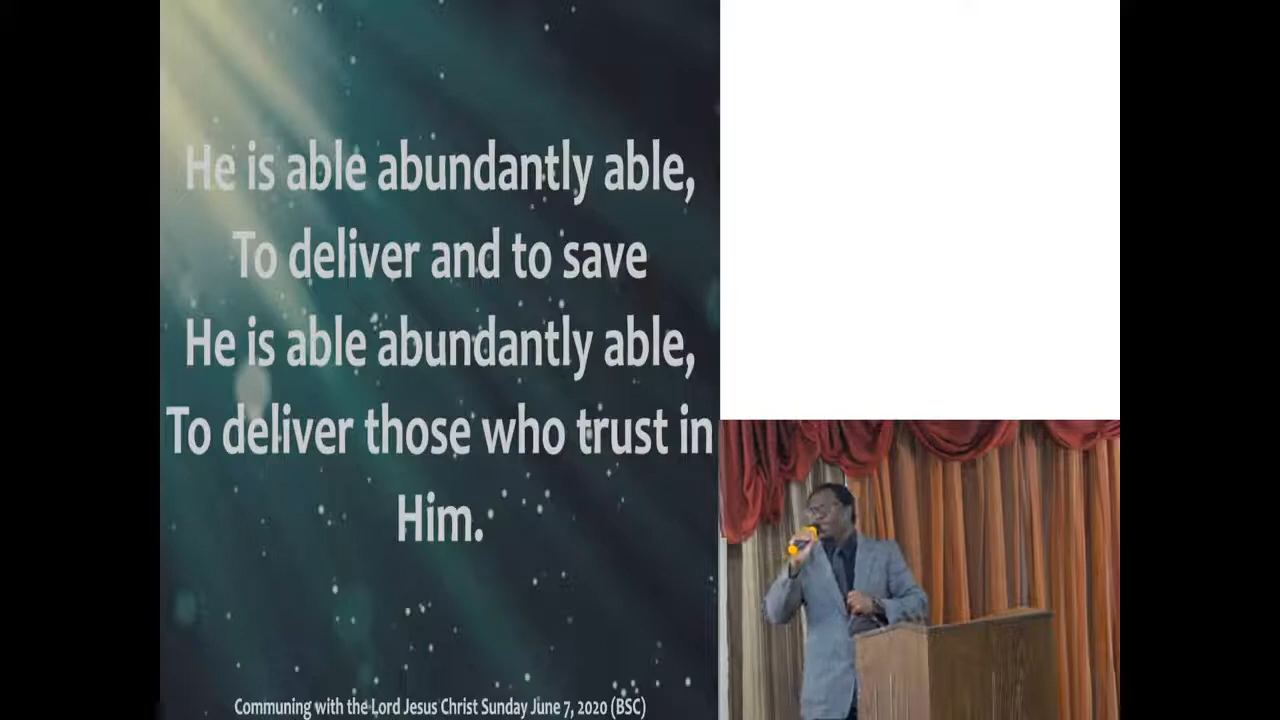 He is able abundantly able,
To deliver and to save
He is able abundantly able,
To deliver those who trust in
Him.
Communing with the Lord Jesus Christ Sunday June 7, 2020 (BSC)